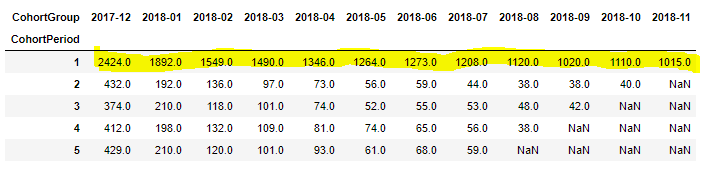 CohortGroup 2017-12 2018-01 2018-02 2018-03 2018-04 2018-05 2018-06 2018-07 2018-08 2018-09 2018-10 2018-11
CohortPeriod
1 2424.0 1892.0 1549.0 1490.0 1346.0 1264.0 1273.0 1208.0 1120.0 1020.0 1110.0 1015.0
2 432.0 192.0 136.0 97.0 73.0 56.0 59.0 44.0 38.0 38.0 40.0 NaN
3 374.0 210.0 118.0 101.0 74.0 52.0 55.0 53.0 48.0 42.0 NaN NaN
4 412.0 198.0 132.0 109.0 81.0 74.0 65.0 56.0 38.0 NaN NaN NaN
5 429.0 210.0 120.0 101.0 93.0 61.0 68.0 59.0 NaN NaN NaN NaN